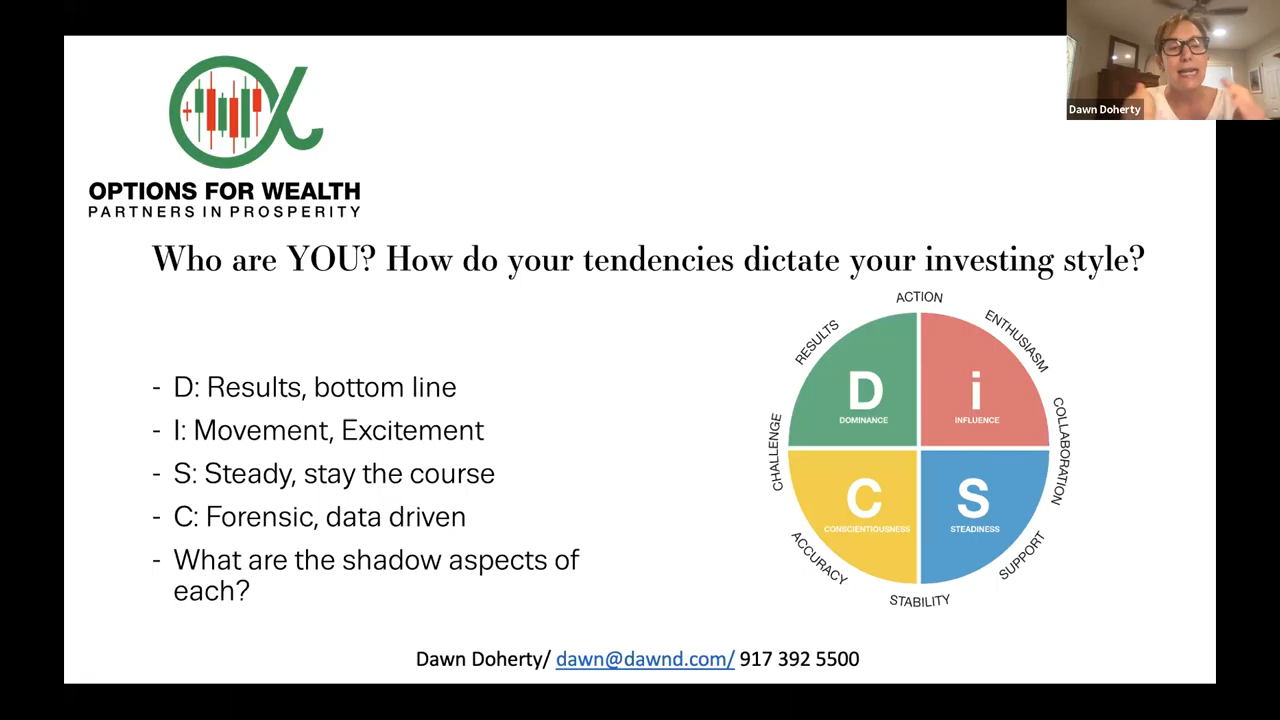 Dawn Doherty
OPTIONS FOR WEALTH
PARTNERS IN PROSPERITY
Who are YOU? How do your tendencies dictate your investing style?
- D: Results, bottom line
- I: Movement, Excitement
- S: Steady, stay the course
- C: Forensic, data driven
- What are the shadow aspects of
each?
ACTION
RESULTS
ENTHUSIASM
D
DOMINANCE
i
INFLUENCE
CHALLENGE
COLLABORATION
C
CONSCIENTIOUSNESS
S
STEADINESS
ACCURACY
SUPPORT
STABILITY
Dawn Doherty/ dawn@dawnd.com/ 917 392 5500